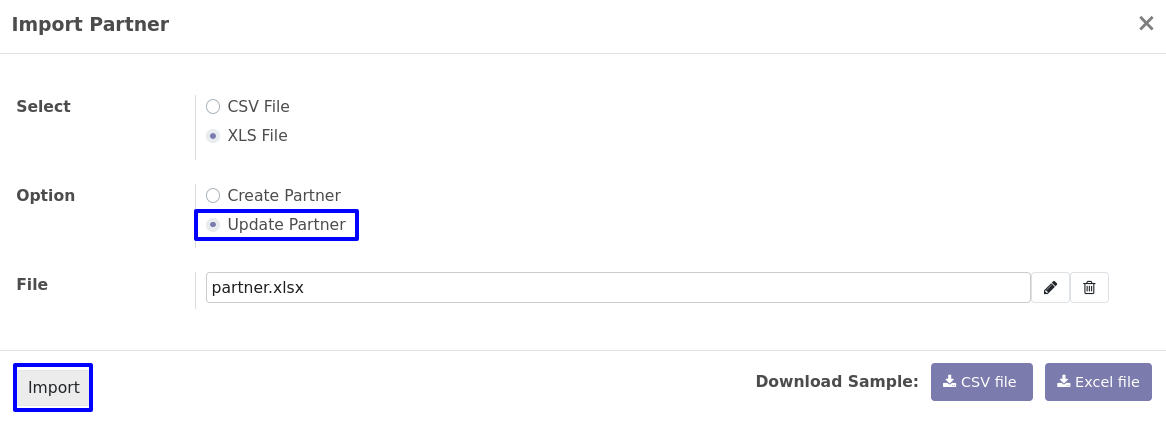 Import Partner
Select
CSV File
XLS File
Option
Create Partner
Update Partner
File
partner.xlsx
Import
Download Sample:
CSV file
Excel file